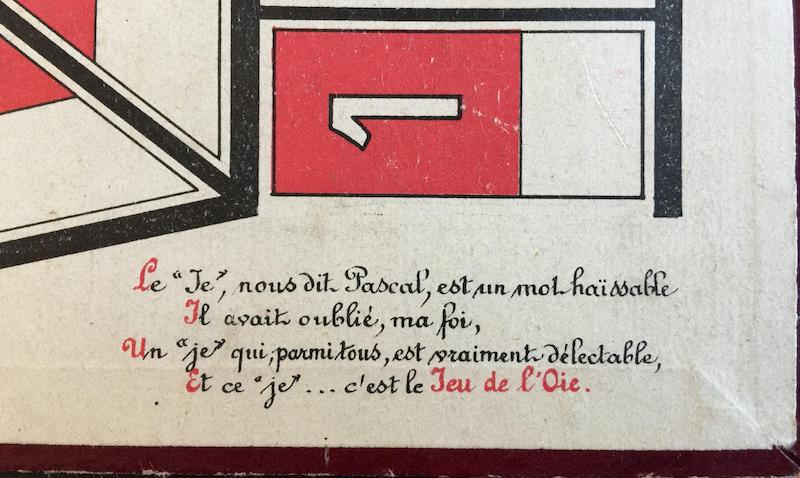 1
Le "Je", nous dit Pascal, est un mot haïssable
Il avait oublié, ma foi,
Un "je" qui, parmi tous, est vraiment délectable,
Et ce "je"... c'est le Jeu de l'Oie.